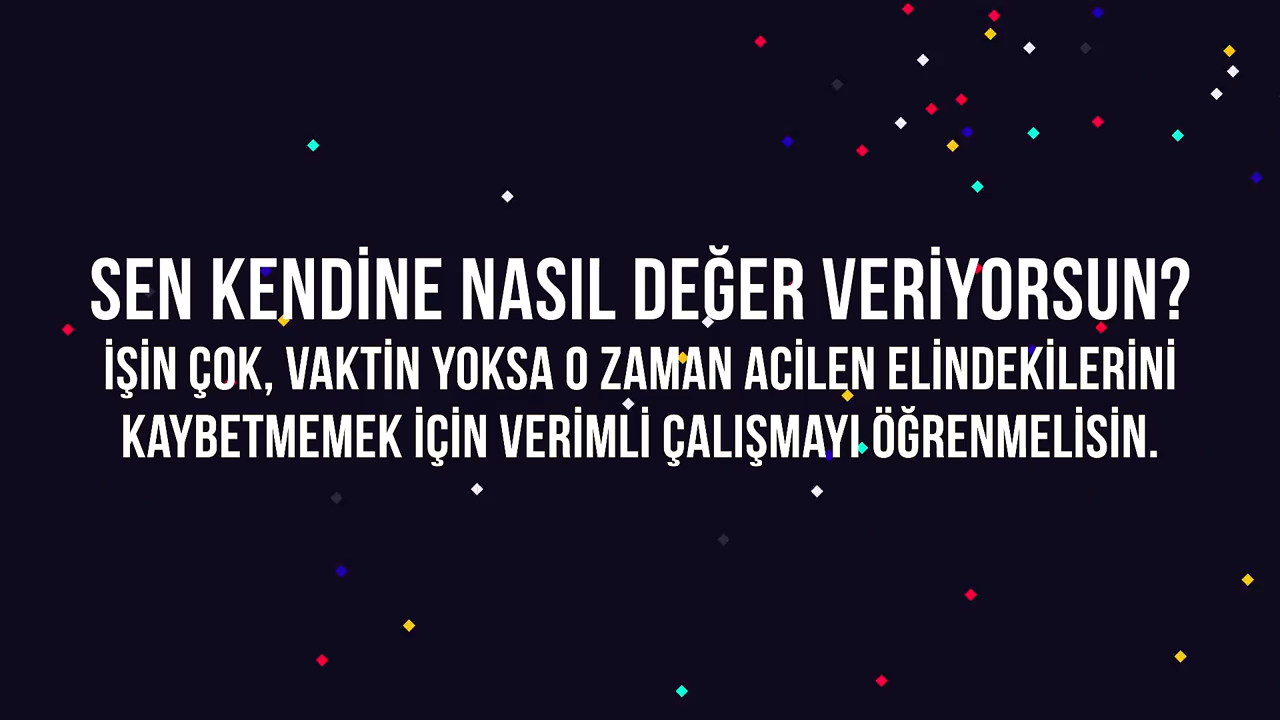 SEN KENDİNE NASIL DEĞER VERİYORSUN?
İŞİN ÇOK, VAKTİN YOKSA O ZAMAN ACİLEN ELİNDEKİLERİNİ
KAYBETMEMEK İÇİN VERİMLİ ÇALIŞMAYI ÖĞRENMELİSİN.